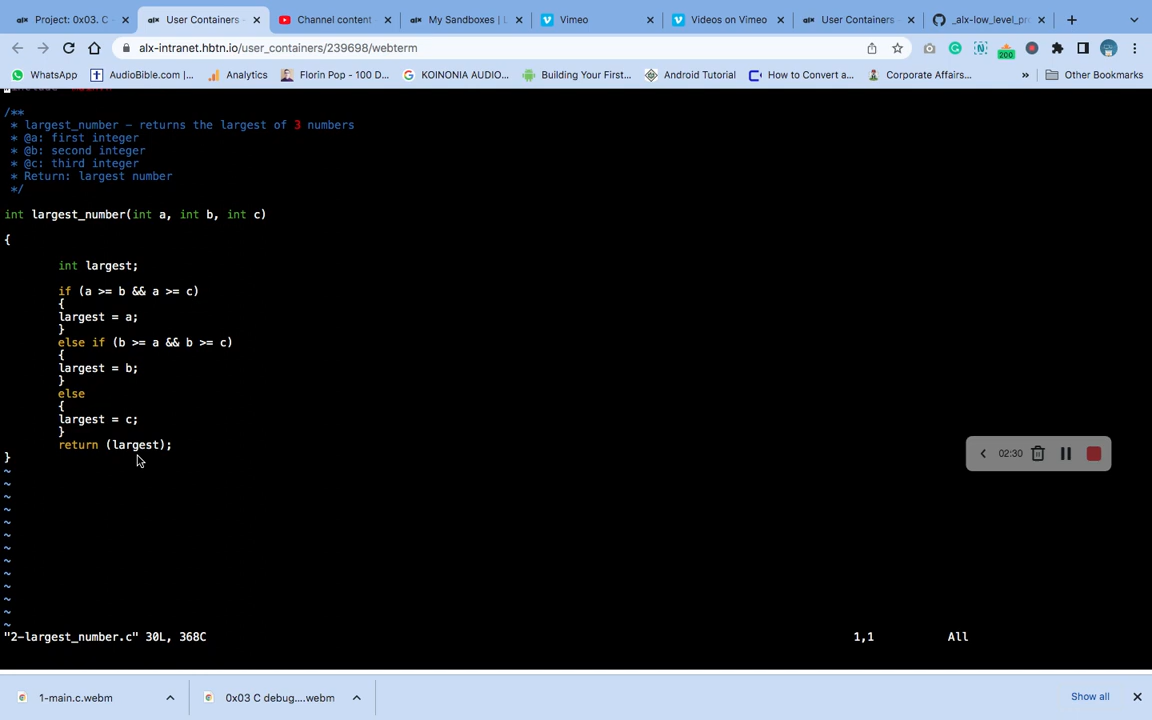 Project: 0x03. C -
User Containers -
Channel content
My Sandboxes | L
Vimeo
Videos on Vimeo
User Containers
_alx-low_level_pr
alx-intranet.hbtn.io/user_containers/239698/webterm
200
WhatsApp
AudioBible.com |...
Analytics
Florin Pop - 100 D...
KOINONIA AUDIO...
Building Your First...
Android Tutorial
How to Convert a...
Corporate Affairs...
»
Other Bookmarks
/**
* largest_number - returns the largest of 3 numbers
* @a: first integer
* @b: second integer
* @c: third integer
* Return: largest number
*/
int largest_number(int a, int b, int c)
{
int largest;
if (a >= b && a >= c)
{
largest = a;
}
else if (b >= a && b >= c)
{
largest = b;
}
else
{
largest = c;
}
return (largest);
}
~
~
~
~
~
~
~
~
~
~
~
~
~
02:30
"2-largest_number.c" 30L, 368C 1,1 All
1-main.c.webm
0x03 C debug....webm
Show all